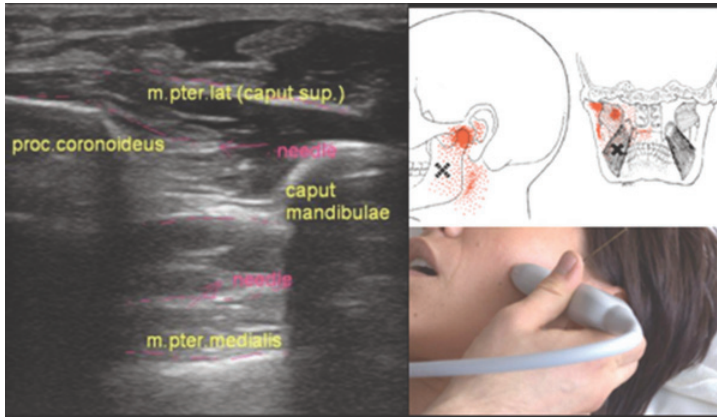 m.pter.lat (caput sup.)
proc.coronoideus
needle
caput
mandibulae
needle
m.pter.medialis